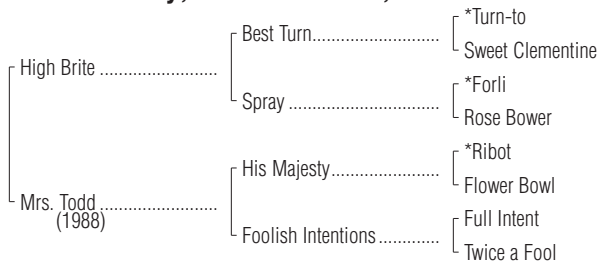 *Turn-to
Best Turn
Sweet Clementine
High Brite
*Forli
Spray
Rose Bower
*Ribot
His Majesty
Flower Bowl
Mrs. Todd
(1988)
Full Intent
Foolish Intentions
Twice a Fool